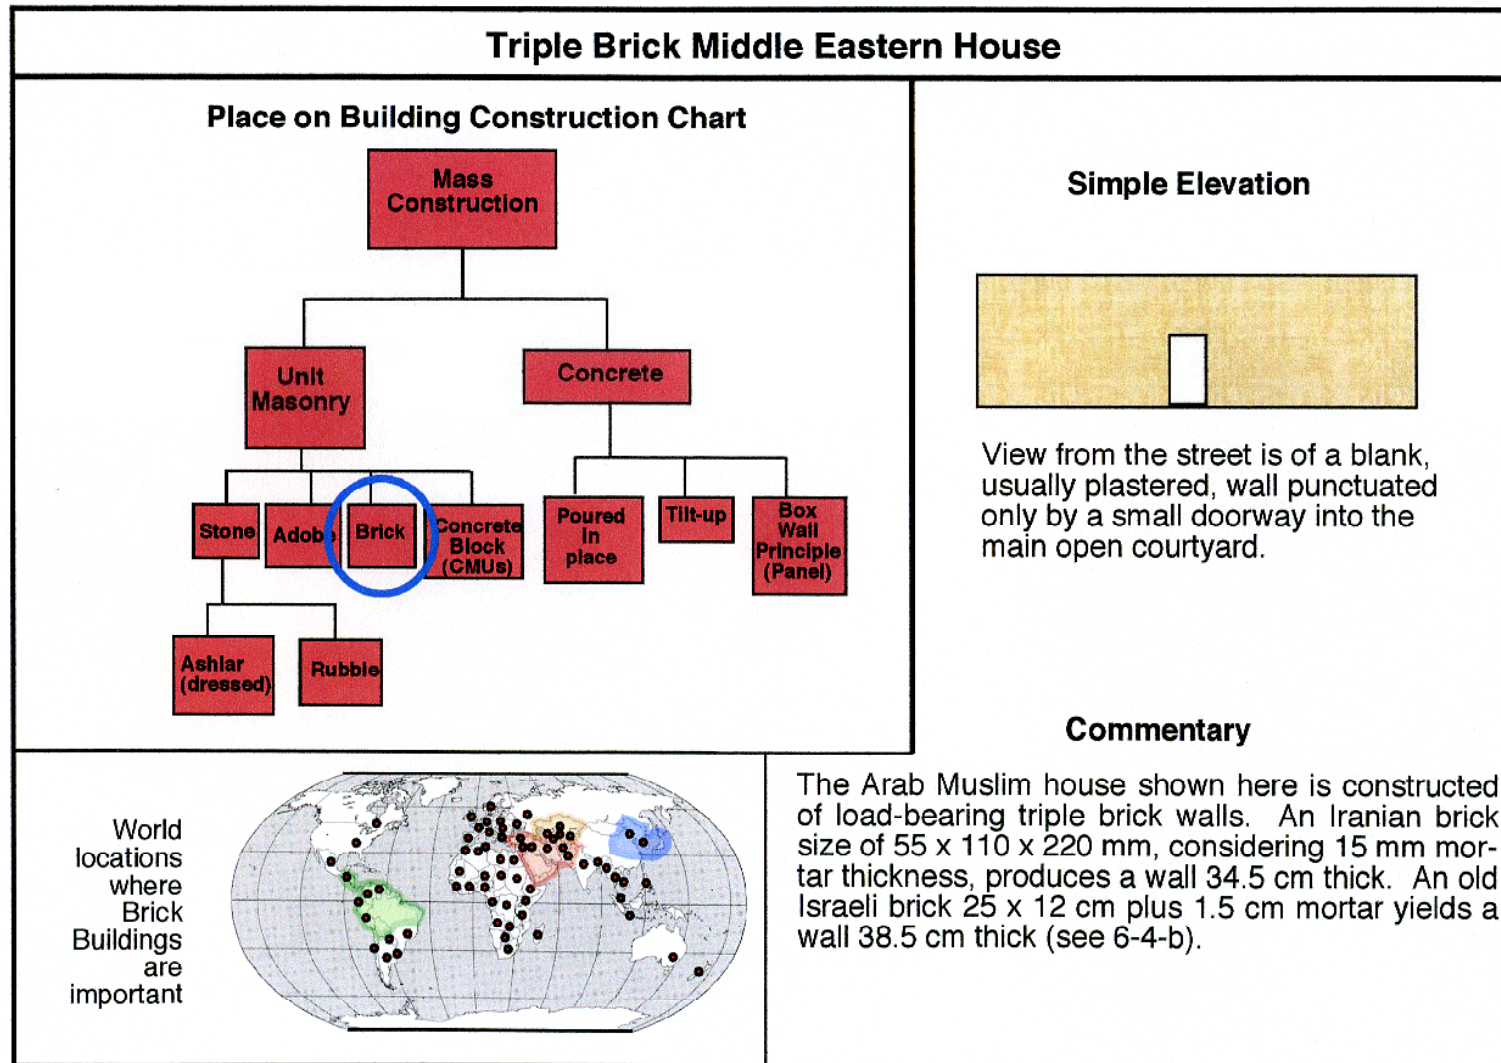 Triple Brick Middle Eastern House
Place on Building Construction Chart
Mass
Construction
Unit
Masonry
Concrete
Stone
Adobe
Brick
Concrete
Block
(CMUs)
Poured
in
place
Tilt-up
Box
Wall
Principle
(Panel)
Ashlar
(dressed)
Rubble
Simple Elevation
View from the street is of a blank,
usually plastered, wall punctuated
only by a small doorway into the
main open courtyard.
World
locations
where
Brick
Buildings
are
important
Commentary
The Arab Muslim house shown here is constructed
of load-bearing triple brick walls. An Iranian brick
size of 55 x 110 x 220 mm, considering 15 mm mor-
tar thickness, produces a wall 34.5 cm thick. An old
Israeli brick 25 x 12 cm plus 1.5 cm mortar yields a
wall 38.5 cm thick (see 6-4-b).